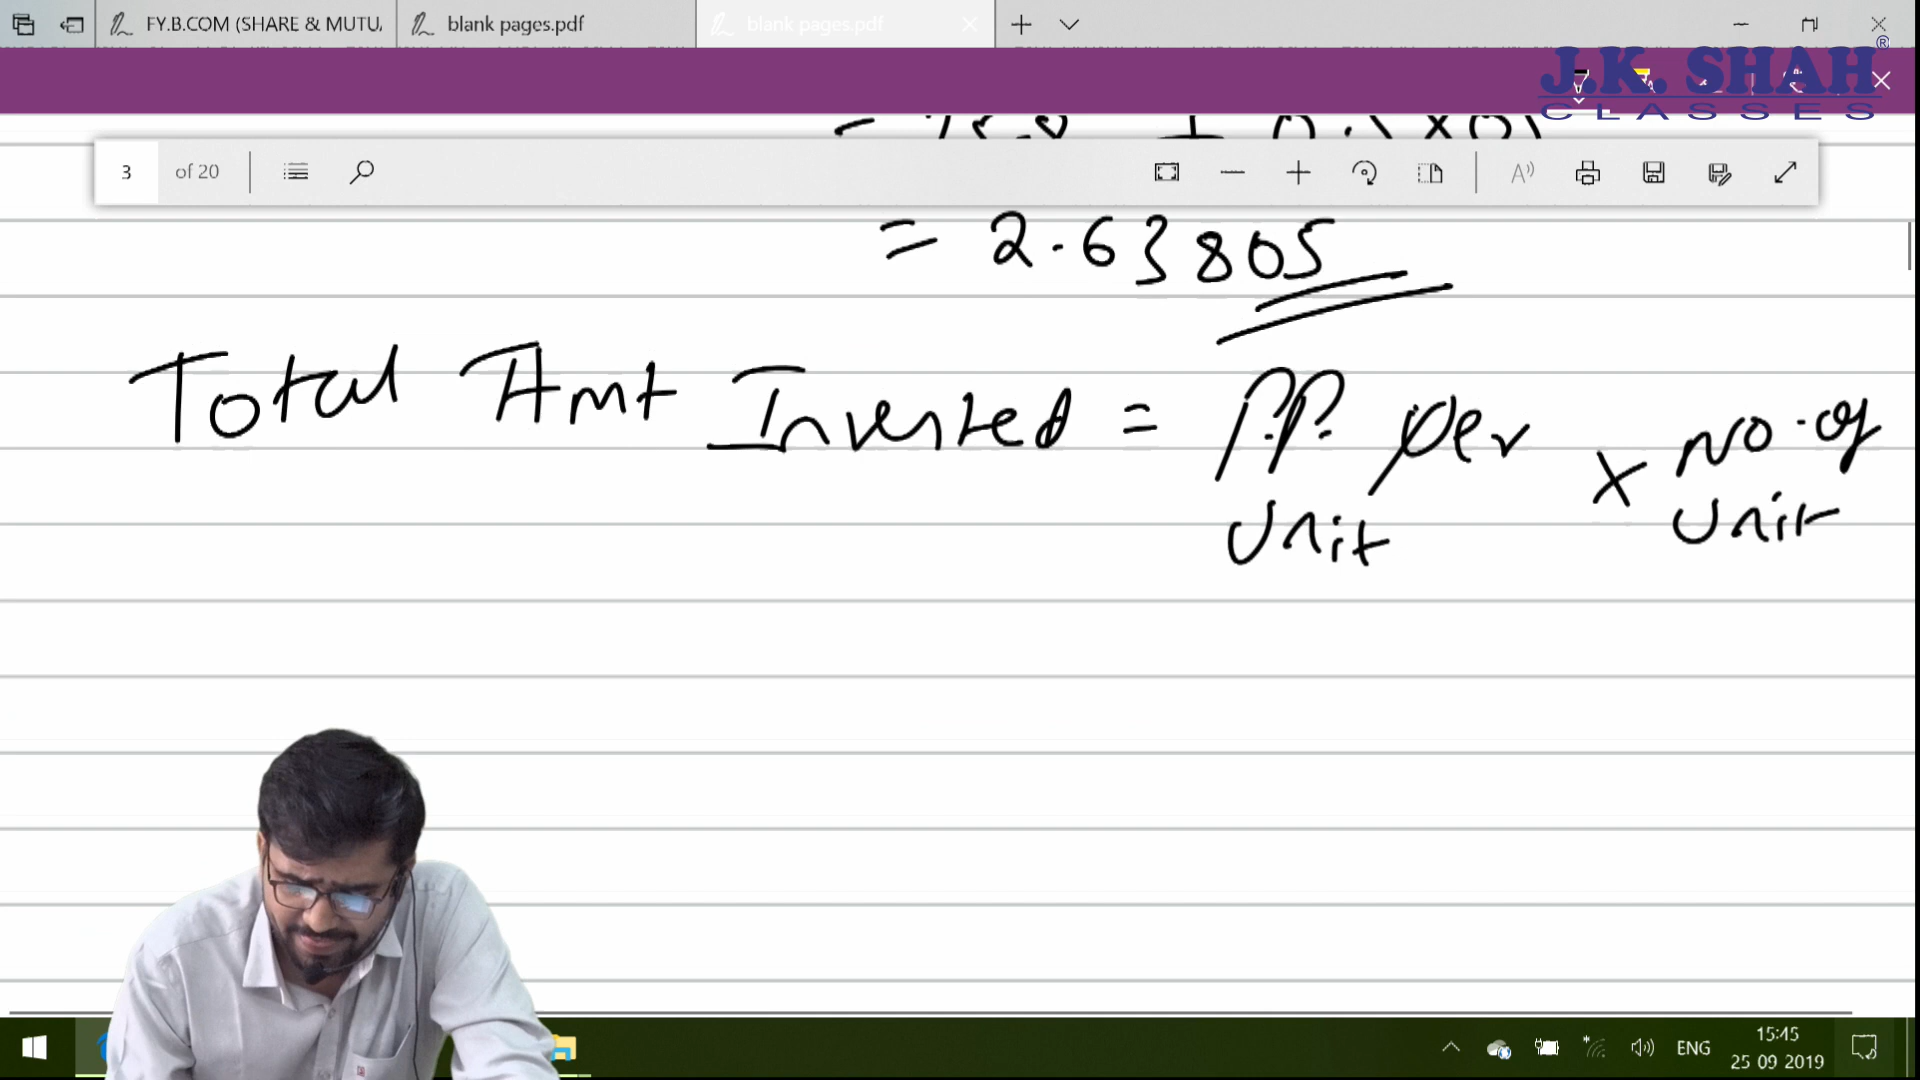 FY.B.COM (SHARE & MUTU
blank pages.pdf
blank pages.pdf
J.K. SHAH®
CLASSES
3 of 20
= 2.63805
Total Amt Invested = P.P. per unit × No. of unit
ENG
15:45
25 09 2019